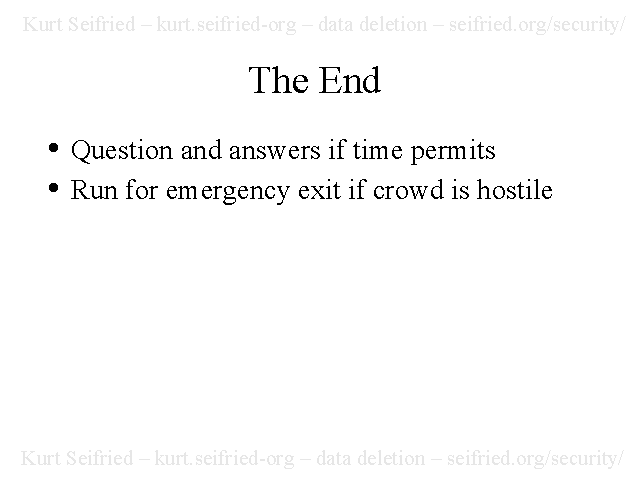 Kurt Seifried – kurt.seifried-org – data deletion – seifried.org/security/
The End
• Question and answers if time permits
• Run for emergency exit if crowd is hostile
Kurt Seifried – kurt.seifried-org – data deletion – seifried.org/security/